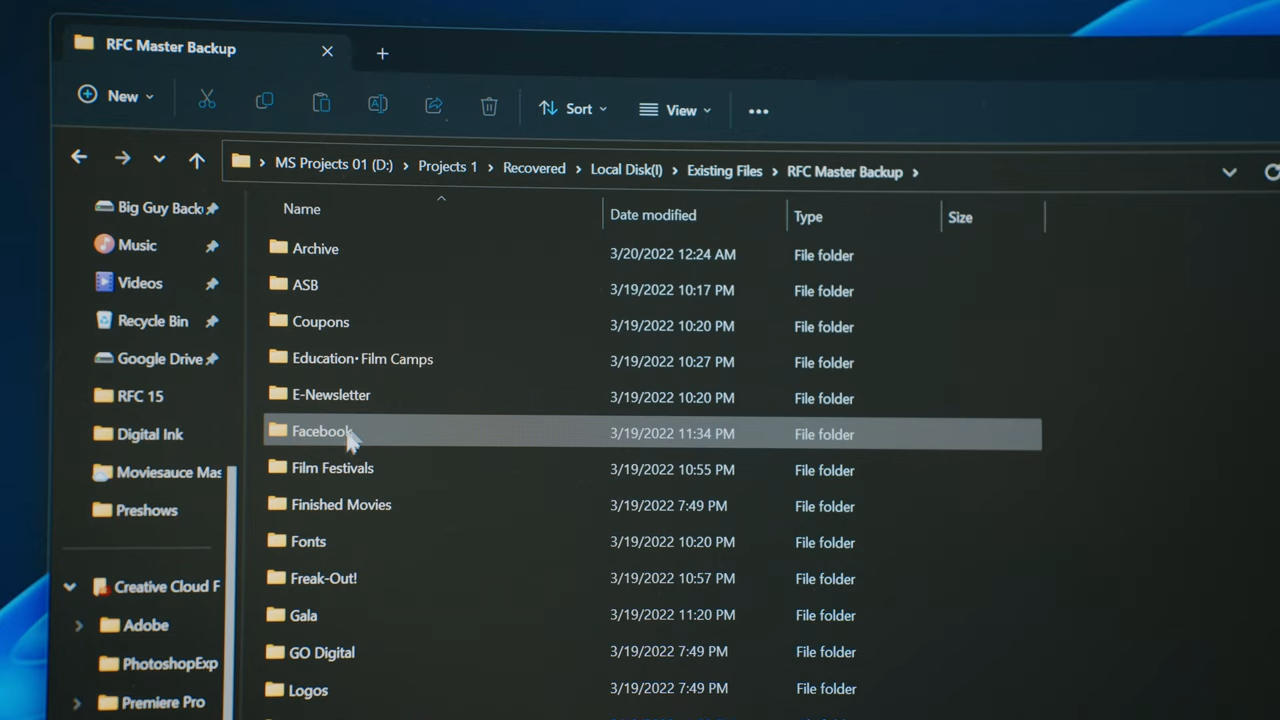 RFC Master Backup
New
Sort
View
MS Projects 01 (D:) > Projects 1 > Recovered > Local Disk(I) > Existing Files > RFC Master Backup >
Name Date modified Type Size
Big Guy Back
Music
Videos
Recycle Bin
Google Drive
RFC 15
Digital Ink
Moviesauce Mas
Preshows
Creative Cloud F
Adobe
PhotoshopExp
Premiere Pro
Archive 3/20/2022 12:24 AM File folder
ASB 3/19/2022 10:17 PM File folder
Coupons 3/19/2022 10:20 PM File folder
Education•Film Camps 3/19/2022 10:27 PM File folder
E-Newsletter 3/19/2022 10:20 PM File folder
Facebook 3/19/2022 11:34 PM File folder
Film Festivals 3/19/2022 10:55 PM File folder
Finished Movies 3/19/2022 7:49 PM File folder
Fonts 3/19/2022 10:20 PM File folder
Freak-Out! 3/19/2022 10:57 PM File folder
Gala 3/19/2022 11:20 PM File folder
GO Digital 3/19/2022 7:49 PM File folder
Logos 3/19/2022 7:49 PM File folder